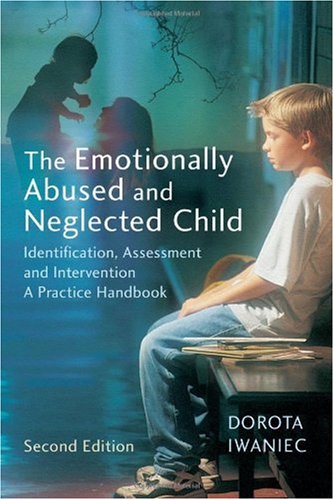 The Emotionally
Abused and
Neglected Child
Identification, Assessment
and Intervention
A Practice Handbook
DOROTA
IWANIEC
Second Edition